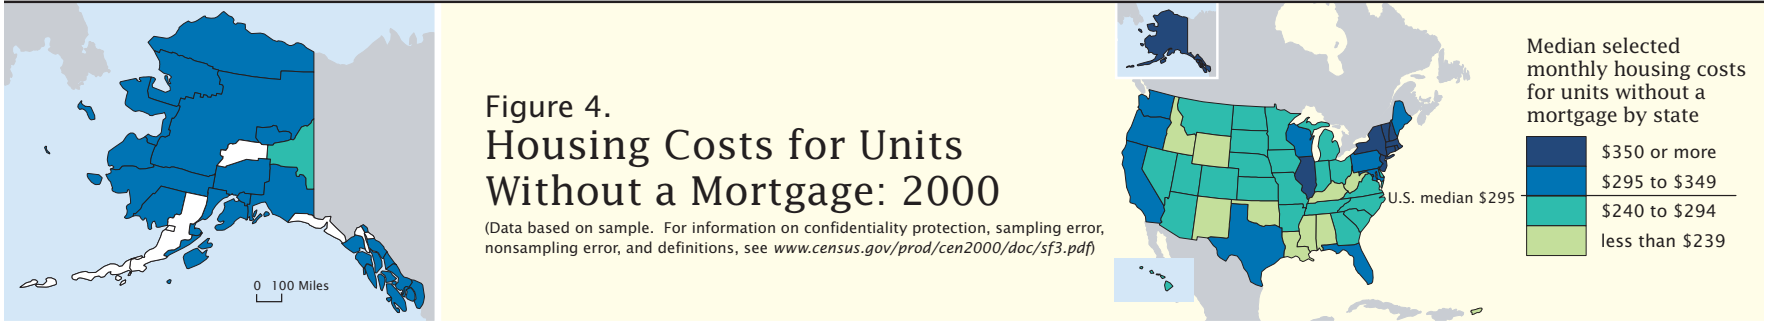 Figure 4.
Housing Costs for Units
Without a Mortgage: 2000
(Data based on sample. For information on confidentiality protection, sampling error,
nonsampling error, and definitions, see www.census.gov/prod/cen2000/doc/sf3.pdf)
0 100 Miles
Median selected
monthly housing costs
for units without a
mortgage by state
$350 or more
$295 to $349
U.S. median $295
$240 to $294
less than $239